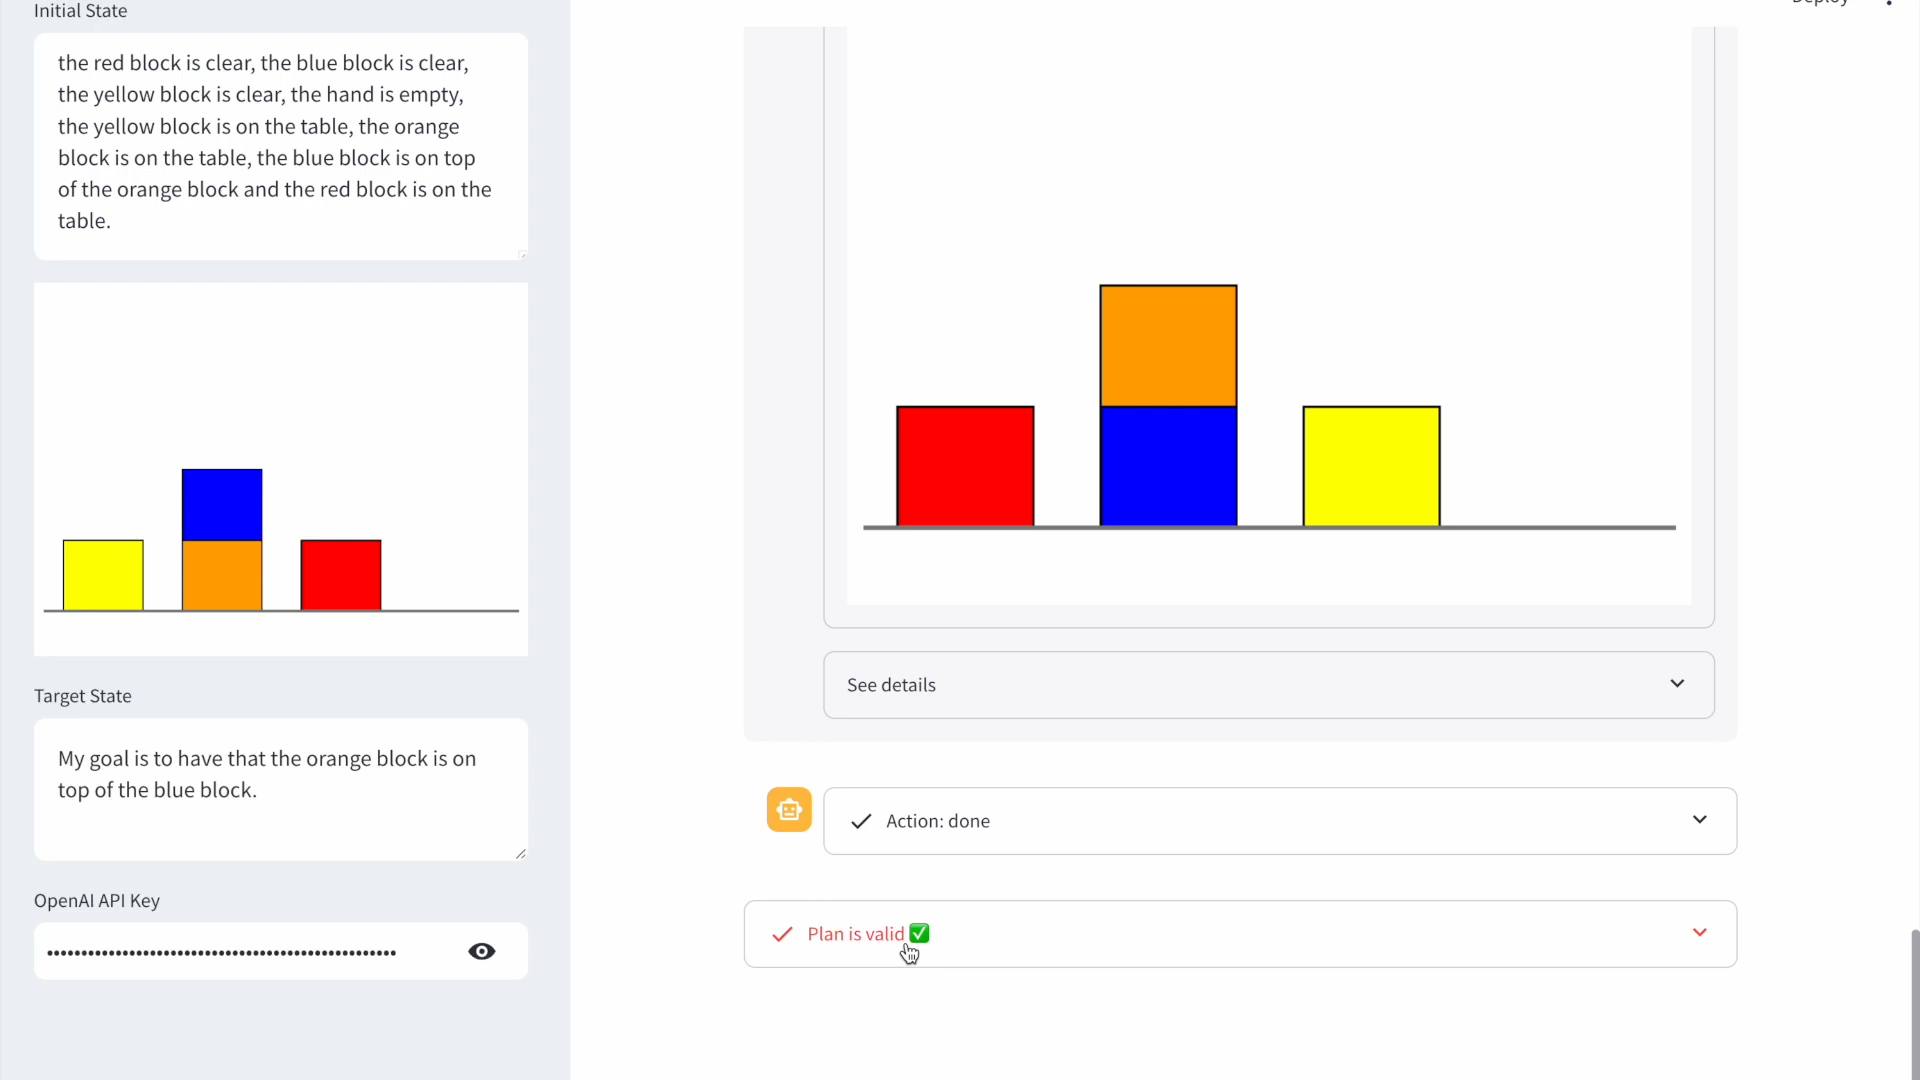 Initial State
the red block is clear, the blue block is clear,
the yellow block is clear, the hand is empty,
the yellow block is on the table, the orange
block is on the table, the blue block is on top
of the orange block and the red block is on the
table.
Target State
My goal is to have that the orange block is on
top of the blue block.
OpenAI API Key
••••••••••••••••••••••••••••••••••••••••••••••••••
Deploy
See details
Action: done
Plan is valid ✅